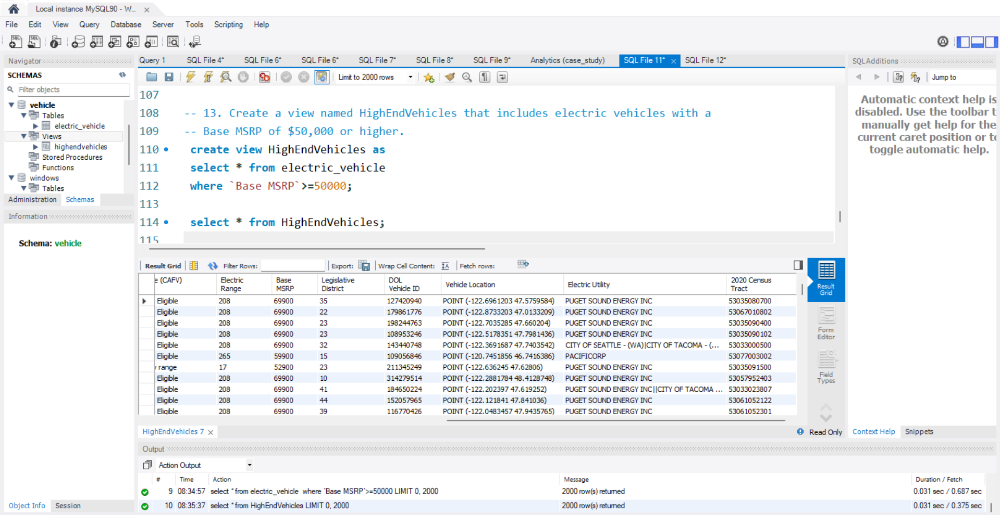 Local instance MySQL90 - W...
File Edit View Query Database Server Tools Scripting Help
Navigator
SCHEMAS
Filter objects
vehicle
Tables
electric_vehicle
Views
highendvehicles
Stored Procedures
Functions
windows
Tables
Administration Schemas
Information
Schema: vehicle
Object Info Session
Query 1 SQL File 4* SQL File 6* SQL File 6* SQL File 7* SQL File 8* SQL File 9* Analytics (case_study) SQL File 11* SQL File 12*
Limit to 2000 rows
107
108 -- 13. Create a view named HighEndVehicles that includes electric vehicles with a
109 -- Base MSRP of $50,000 or higher.
110 create view HighEndVehicles as
111 select * from electric_vehicle
112 where `Base MSRP`>=50000;
113
114 select * from HighEndVehicles;
115
Result Grid Filter Rows: Export: Wrap Cell Content: Fetch rows:
(CAFV) Electric Range Base MSRP Legislative District DOL Vehicle ID Vehicle Location Electric Utility 2020 Census Tract
Eligible 208 69900 35 127420940 POINT (-122.6961203 47.5759584) PUGET SOUND ENERGY INC 53035080700
Eligible 208 69900 22 179861776 POINT (-122.8733203 47.0133209) PUGET SOUND ENERGY INC 53067010802
Eligible 208 69900 23 198244763 POINT (-122.7035285 47.660204) PUGET SOUND ENERGY INC 53035090400
Eligible 208 69900 23 108953246 POINT (-122.5178351 47.7981436) PUGET SOUND ENERGY INC 53035090102
Eligible 208 69900 32 143440748 POINT (-122.3691687 47.7403542) CITY OF SEATTLE - (WA)|CITY OF TACOMA - (... 53033000500
Eligible 265 59900 15 109056846 POINT (-120.7451856 46.7416386) PACIFICORP 53077003002
range 17 52900 23 211345249 POINT (-122.636245 47.62806) PUGET SOUND ENERGY INC 53035091500
Eligible 208 69900 10 314279514 POINT (-122.2881784 48.4128748) PUGET SOUND ENERGY INC 53057952403
Eligible 208 69900 41 184650224 POINT (-122.202397 47.619252) PUGET SOUND ENERGY INC||CITY OF TACOMA ... 53033023807
Eligible 208 69900 44 152057965 POINT (-122.121841 47.841036) PUGET SOUND ENERGY INC 53061052122
Eligible 208 69900 39 116770426 POINT (-122.0483457 47.9435765) PUGET SOUND ENERGY INC 53061052301
Result Grid
Form Editor
Field Types
HighEndVehicles 7
Read Only
SQLAdditions
Jump to
Automatic context help is
disabled. Use the toolbar t
manually get help for the
current caret position or to
toggle automatic help.
Context Help Snippets
Output
Action Output
# Time Action Message Duration / Fetch
9 08:34:57 select * from electric_vehicle where `Base MSRP`>=50000 LIMIT 0, 2000 2000 row(s) returned 0.031 sec / 0.687 sec
10 08:35:37 select * from HighEndVehicles LIMIT 0, 2000 2000 row(s) returned 0.031 sec / 0.375 sec